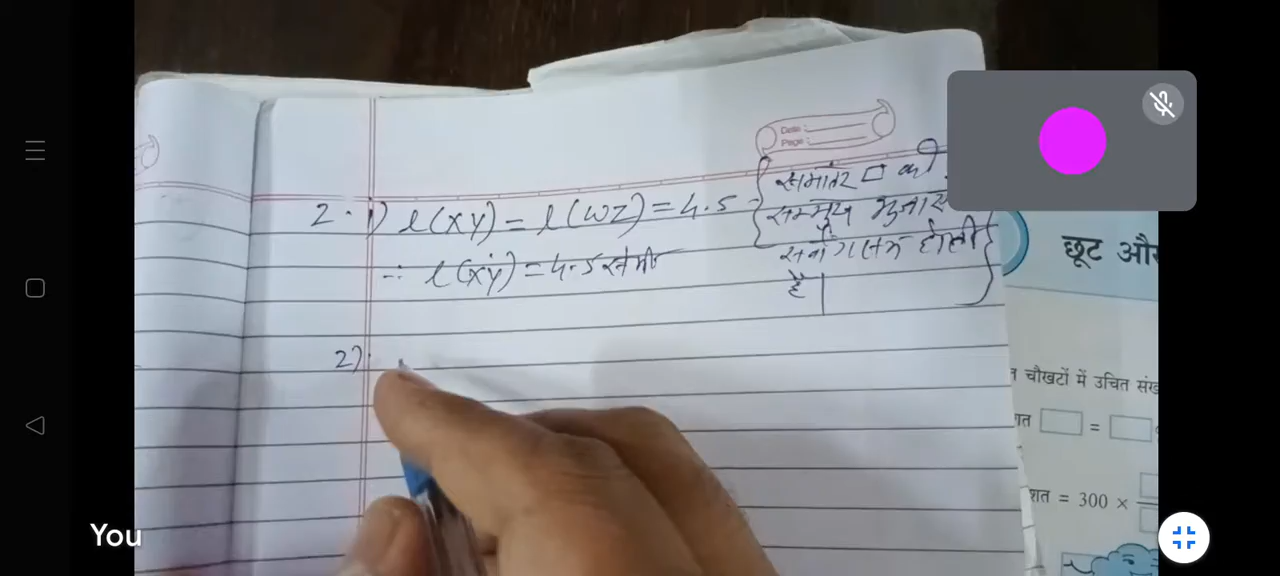 Date :
Page :
समांतर □ की
2. 1) l(XY) = l(WZ) = 4.5
सम्मुख भुजाएँ
सर्वांगसम होती
है |
∴ l(XY) = 4.5 सेमी
2)
छूट औ
चौखटों में उचित संख
शत = 300 ×
You